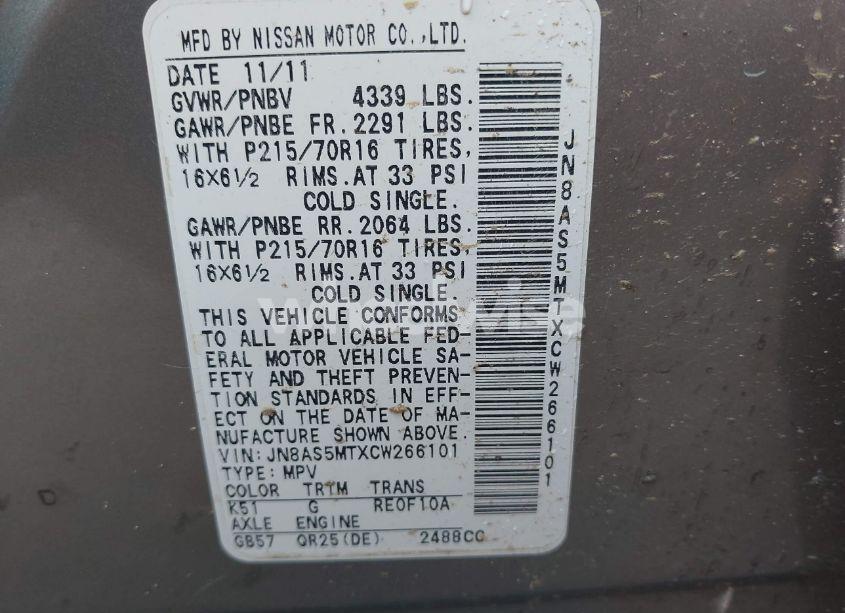 MFD BY NISSAN MOTOR CO.,LTD.
DATE 11/11
GVWR/PNBV 4339 LBS.
GAWR/PNBE FR.2291 LBS.
WITH P215/70R16 TIRES,
16X6½ RIMS.AT 33 PSI
COLD SINGLE.
GAWR/PNBE RR.2064 LBS.
WITH P215/70R16 TIRES,
16X6½ RIMS.AT 33 PSI
COLD SINGLE.
THIS VEHICLE CONFORMS
TO ALL APPLICABLE FED-
ERAL MOTOR VEHICLE SA-
FETY AND THEFT PREVEN-
TION STANDARDS IN EFF-
ECT ON THE DATE OF MA-
NUFACTURE SHOWN ABOVE.
VIN:JN8AS5MTXCW266101
TYPE:MPV
COLOR TRIM TRANS
K51 G RE0F10A
AXLE ENGINE
GB57 QR25(DE) 2488CC
JN8AS5MTXCW266101